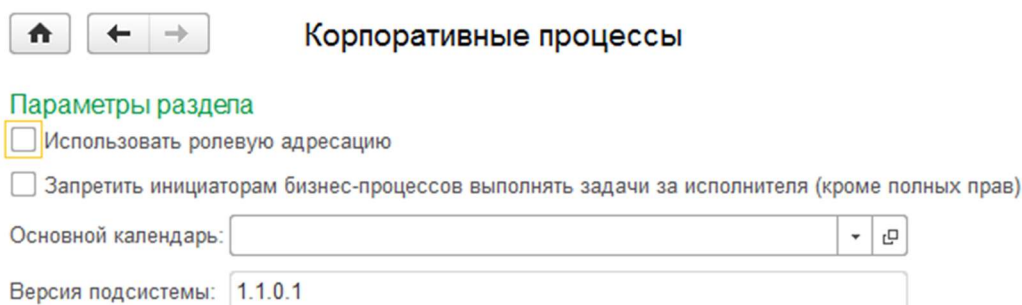 Корпоративные процессы
Параметры раздела
Использовать ролевую адресацию
Запретить инициаторам бизнес-процессов выполнять задачи за исполнителя (кроме полных прав)
Основной календарь:
Версия подсистемы: 1.1.0.1